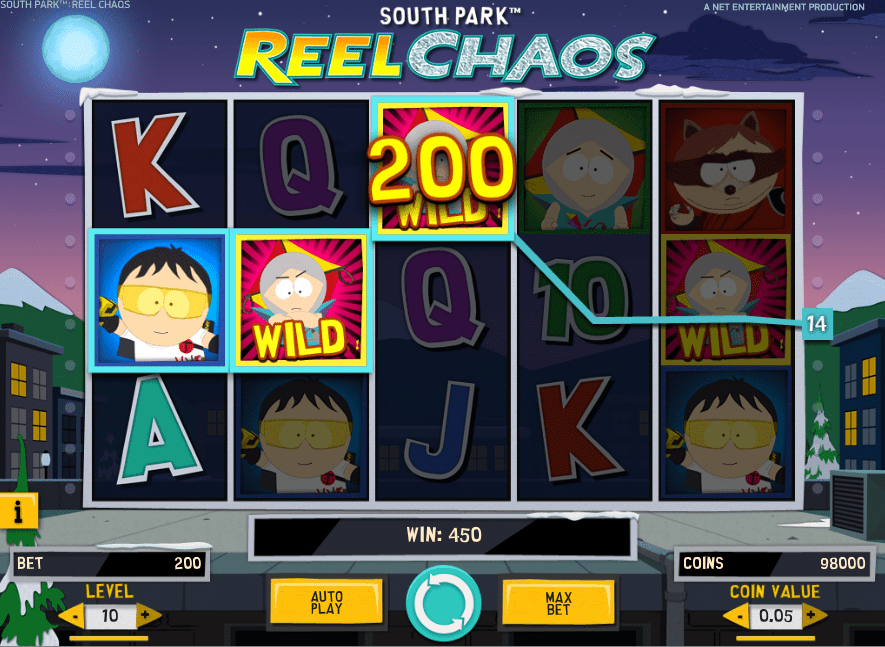 SOUTH PARK™: REEL CHAOS
A NET ENTERTAINMENT PRODUCTION
SOUTH PARK™
REEL CHAOS
K
Q
200
WILD
WILD
Q
10
WILD
14
A
J
K
i
WIN: 450
BET 200
COINS 98000
LEVEL
- 10 +
AUTO
PLAY
MAX
BET
COIN VALUE
- 0.05 +